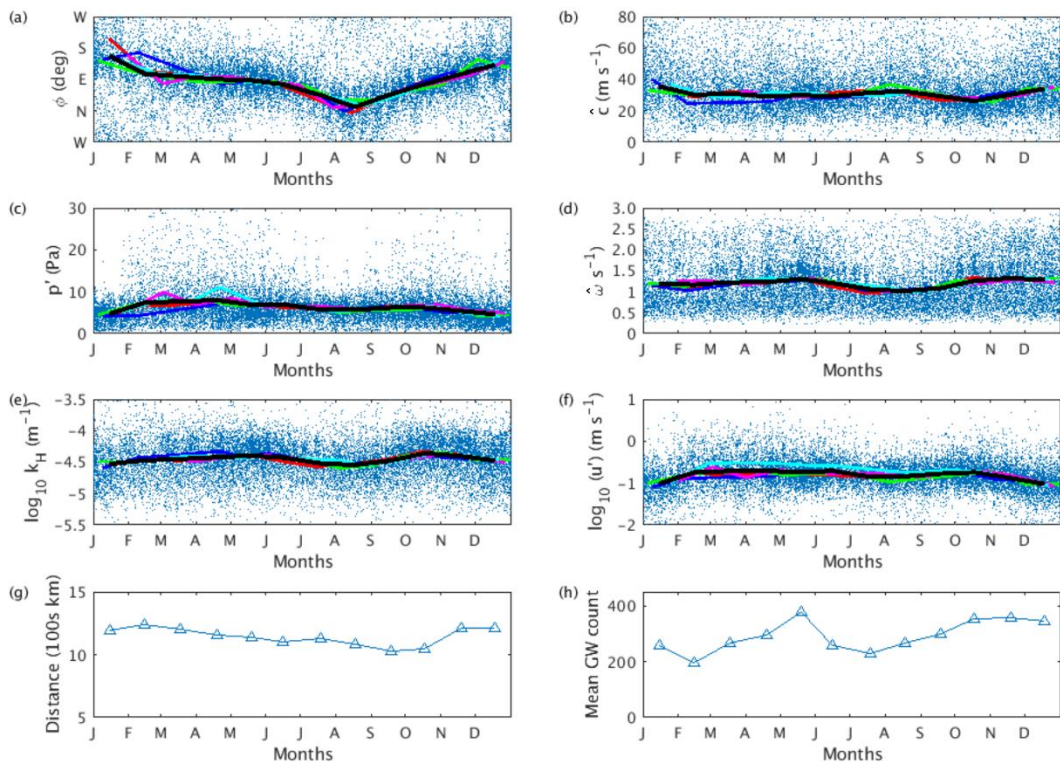 (a)
W
S
E
N
W
ϕ (deg)
J F M A M J J A S O N D
Months
(b)
80
60
40
20
0
ĉ (m s⁻¹)
J F M A M J J A S O N D
Months
(c)
30
20
10
0
p' (Pa)
J F M A M J J A S O N D
Months
(d)
3.0
2.5
2.0
1.5
1.0
0.5
0
ω̂ s⁻¹)
J F M A M J J A S O N D
Months
(e)
-3.5
-4
-4.5
-5
-5.5
log₁₀ k_H (m⁻¹)
J F M A M J J A S O N D
Months
(f)
1
0
-1
-2
log₁₀ (u') (m s⁻¹)
J F M A M J J A S O N D
Months
(g)
15
10
5
Distance (100s km)
J F M A M J J A S O N D
Months
(h)
400
200
0
Mean GW count
J F M A M J J A S O N D
Months